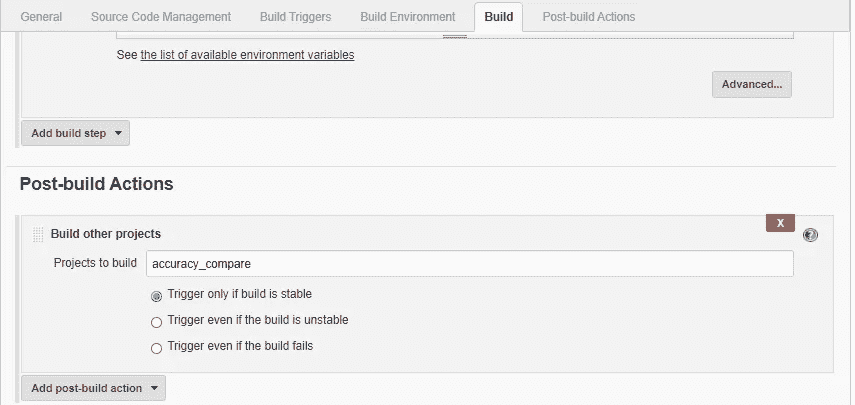 General Source Code Management Build Triggers Build Environment Build Post-build Actions
See the list of available environment variables
Advanced...
Add build step
Post-build Actions
X
Build other projects
Projects to build accuracy_compare
Trigger only if build is stable
Trigger even if the build is unstable
Trigger even if the build fails
Add post-build action